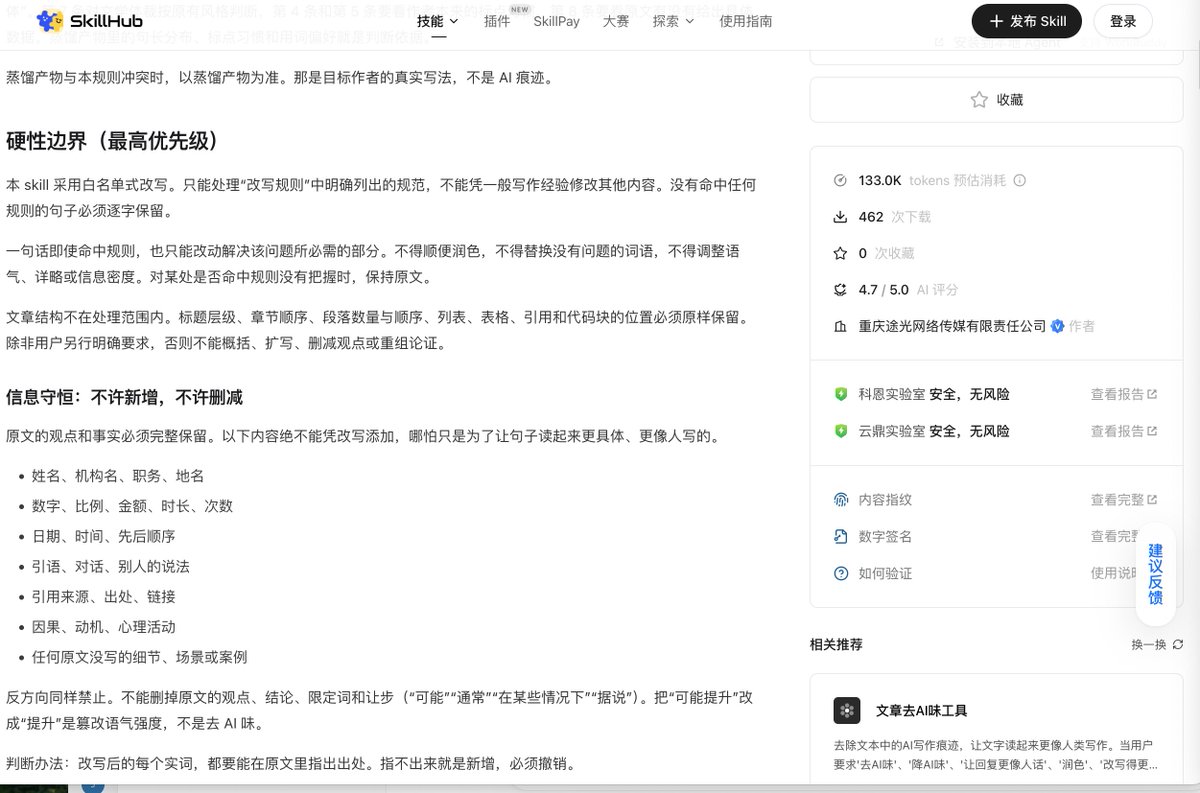 SkillHub
技能
插件
NEW
SkillPay
大赛
探索
使用指南
发布 Skill
登录
蒸馏产物与本规则冲突时，以蒸馏产物为准。那是目标作者的真实写法，不是 AI 痕迹。
硬性边界（最高优先级）
本 skill 采用白名单式改写。只能处理“改写规则”中明确列出的规范，不能凭一般写作经验修改其他内容。没有命中任何
规则的句子必须逐字保留。
一句话即使命中规则，也只能改动解决该问题所必需的部分。不得顺便润色，不得替换没有问题的词语，不得调整语
气、详略或信息密度。对某处是否命中规则没有把握时，保持原文。
文章结构不在处理范围内。标题层级、章节顺序、段落数量与顺序、列表、表格、引用和代码块的位置必须原样保留。
除非用户另行明确要求，否则不能概括、扩写、删减观点或重组论证。
信息守恒：不许新增，不许删减
原文的观点和事实必须完整保留。以下内容绝不能凭改写添加，哪怕只是为了让句子读起来更具体、更像人写的。
姓名、机构名、职务、地名
数字、比例、金额、时长、次数
日期、时间、先后顺序
引语、对话、别人的说法
引用来源、出处、链接
因果、动机、心理活动
任何原文没写的细节、场景或案例
反方向同样禁止。不能删掉原文的观点、结论、限定词和让步（“可能”“通常”“在某些情况下”“据说”）。把“可能提升”改
成“提升”是篡改语气强度，不是去 AI 味。
判断办法：改写后的每个实词，都要能在原文里指出出处。指不出来就是新增，必须撤销。
收藏
133.0K tokens 预估消耗
462 次下载
0 次收藏
4.7 / 5.0 AI 评分
重庆途光网络传媒有限责任公司 作者
科恩实验室 安全，无风险 查看报告
云鼎实验室 安全，无风险 查看报告
内容指纹 查看完整
数字签名 查看完整
如何验证 使用说明
建议反馈
相关推荐 换一换
文章去AI味工具
去除文本中的AI写作痕迹，让文字读起来更像人类写作。当用户
要求'去AI味'、'降AI味'、'让回复更像人话'、'润色'、'改写得更...